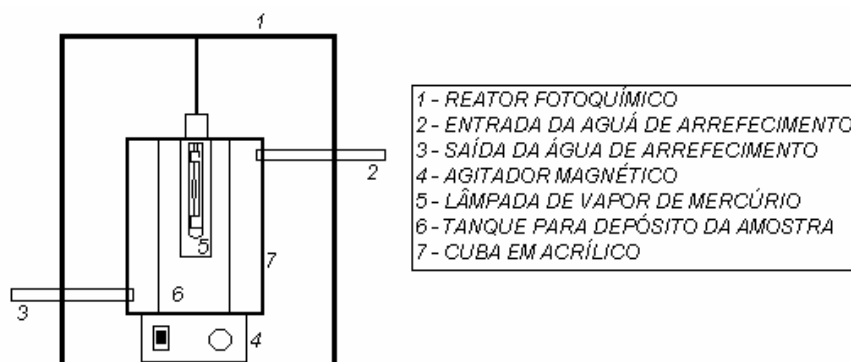 1
2
3
4
5
6
7
1 - REATOR FOTOQUÍMICO
2 - ENTRADA DA AGUÁ DE ARREFECIMENTO
3 - SAÍDA DA ÁGUA DE ARREFECIMENTO
4 - AGITADOR MAGNÉTICO
5 - LÂMPADA DE VAPOR DE MERCÚRIO
6 - TANQUE PARA DEPÓSITO DA AMOSTRA
7 - CUBA EM ACRÍLICO